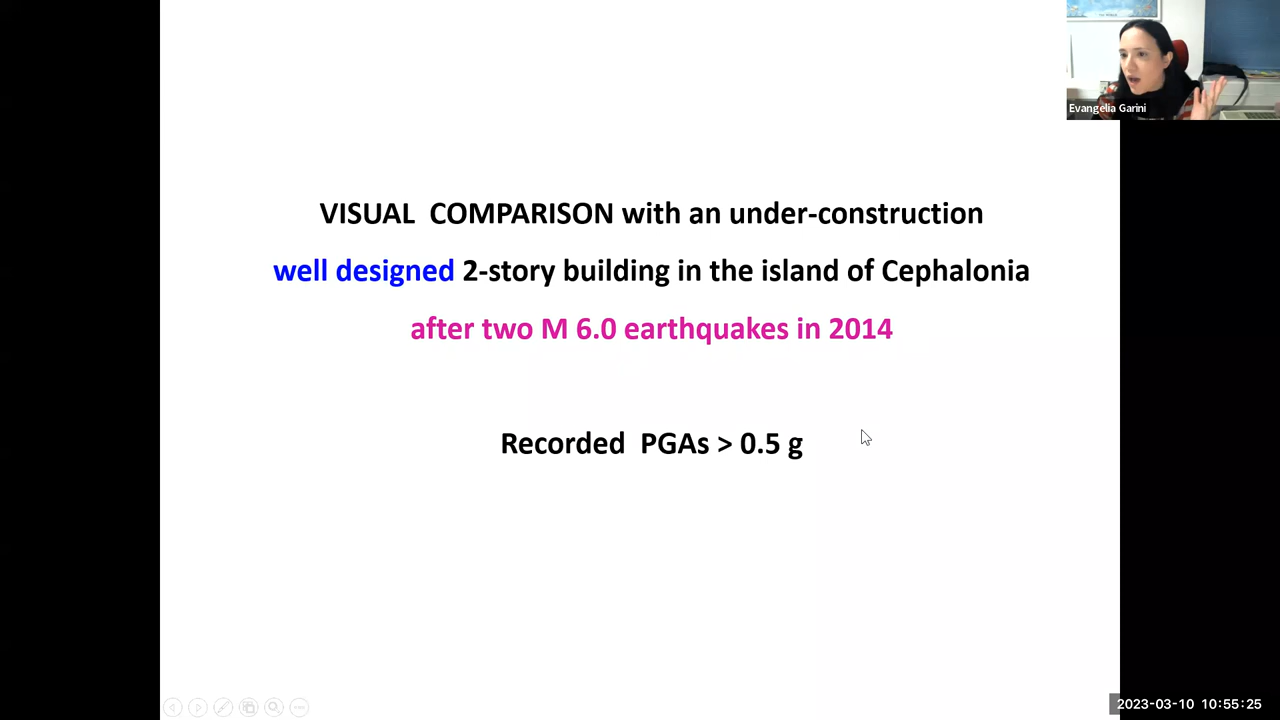 Evangelia Garini
VISUAL COMPARISON with an under-construction
well designed 2-story building in the island of Cephalonia
after two M 6.0 earthquakes in 2014
Recorded PGAs > 0.5 g
2023-03-10 10:55:25